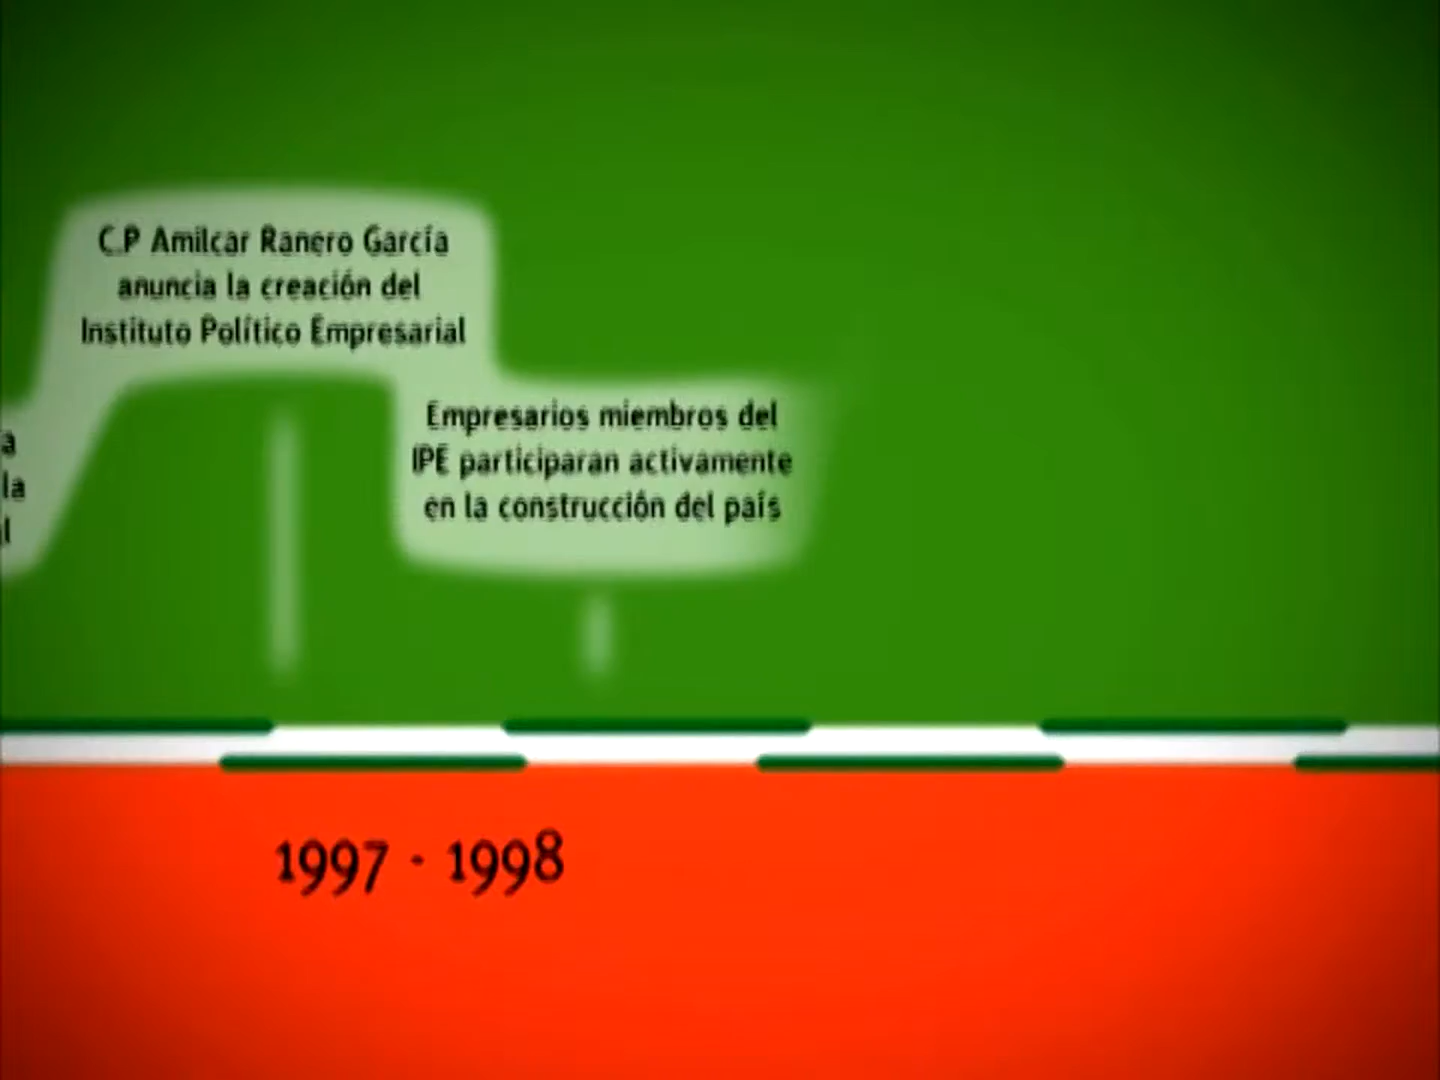 C.P Amilcar Ranero García
anuncia la creación del
Instituto Político Empresarial
a
la
Empresarios miembros del
IPE participaran activamente
en la construcción del país
1997 · 1998